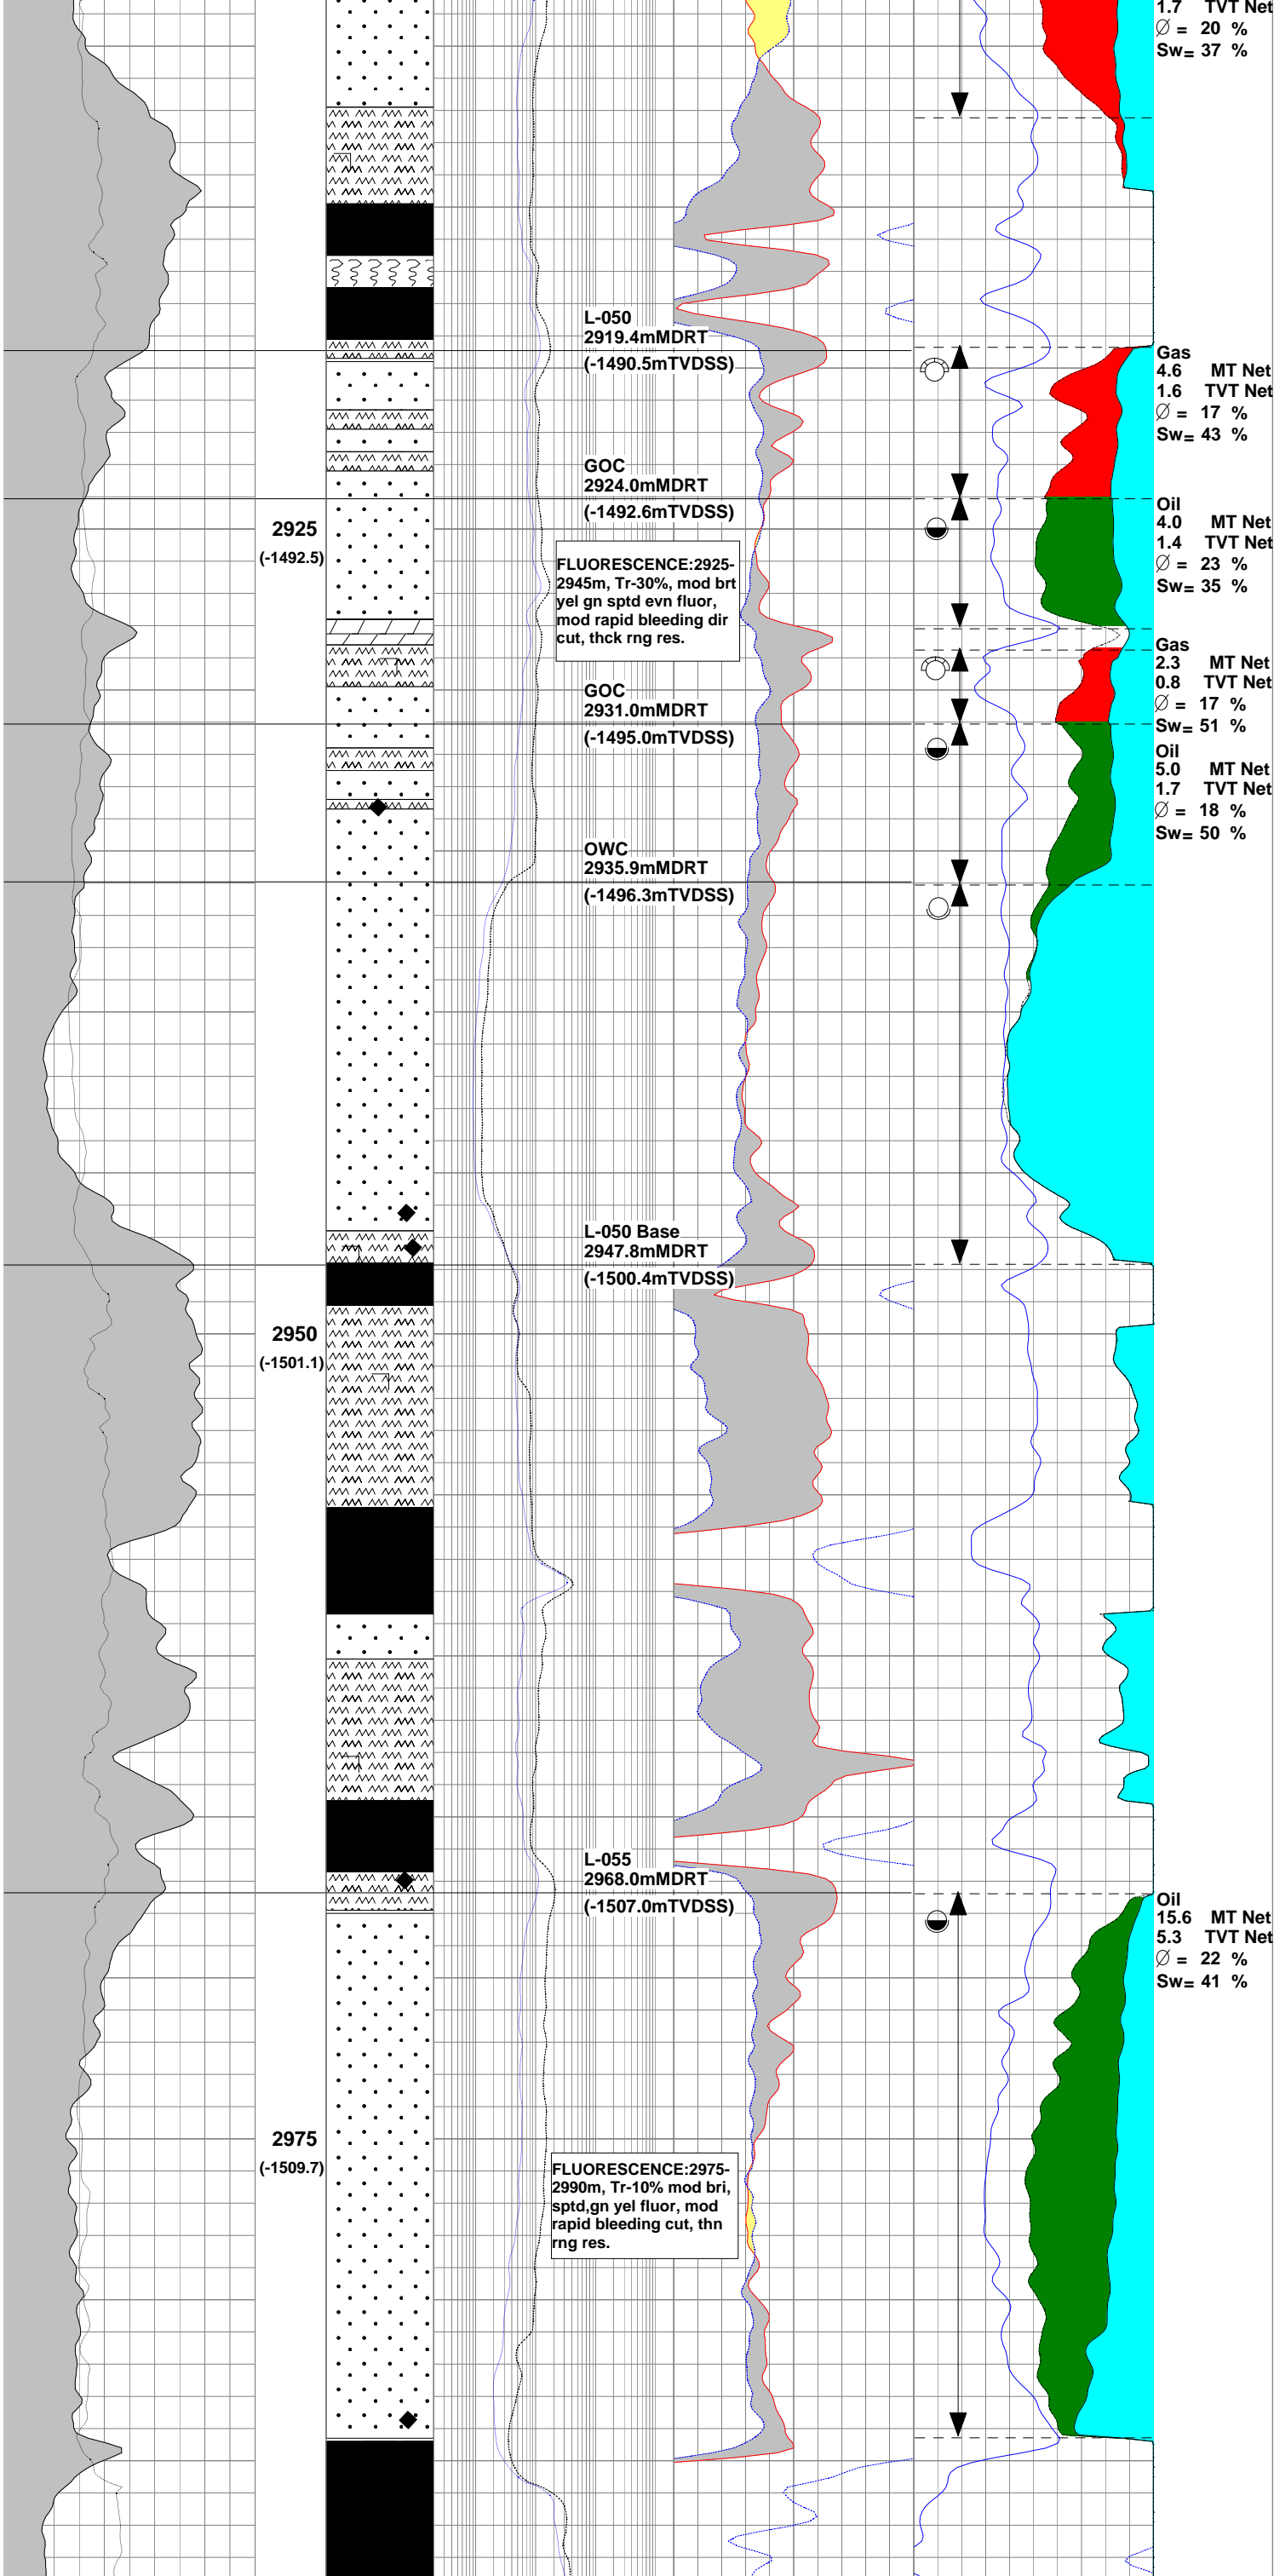 1.7 TVT Net
Ø = 20 %
Sw= 37 %
L-050
2919.4mMDRT
(-1490.5mTVDSS)
Gas
4.6 MT Net
1.6 TVT Net
Ø = 17 %
Sw= 43 %
GOC
2924.0mMDRT
(-1492.6mTVDSS)
Oil
4.0 MT Net
1.4 TVT Net
Ø = 23 %
Sw= 35 %
2925
(-1492.5)
FLUORESCENCE:2925-
2945m, Tr-30%, mod brt
yel gn sptd evn fluor,
mod rapid bleeding dir
cut, thck rng res.
Gas
2.3 MT Net
0.8 TVT Net
Ø = 17 %
Sw= 51 %
GOC
2931.0mMDRT
(-1495.0mTVDSS)
Oil
5.0 MT Net
1.7 TVT Net
Ø = 18 %
Sw= 50 %
OWC
2935.9mMDRT
(-1496.3mTVDSS)
L-050 Base
2947.8mMDRT
(-1500.4mTVDSS)
2950
(-1501.1)
L-055
2968.0mMDRT
(-1507.0mTVDSS)
Oil
15.6 MT Net
5.3 TVT Net
Ø = 22 %
Sw= 41 %
2975
(-1509.7)
FLUORESCENCE:2975-
2990m, Tr-10% mod bri,
sptd,gn yel fluor, mod
rapid bleeding cut, thn
rng res.